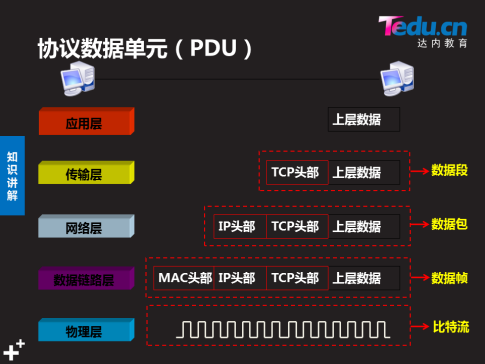 协议数据单元（PDU）
Tedu.cn
达内教育
知识讲解
应用层
上层数据
传输层
TCP头部 上层数据
数据段
网络层
IP头部 TCP头部 上层数据
数据包
数据链路层
MAC头部 IP头部 TCP头部 上层数据
数据帧
物理层
比特流